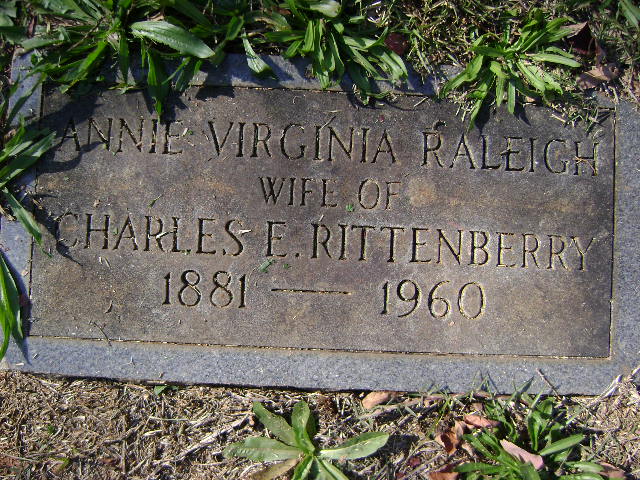 ANNIE VIRGINIA RALEIGH
WIFE OF
CHARLES E. RITTENBERRY
1881 — 1960